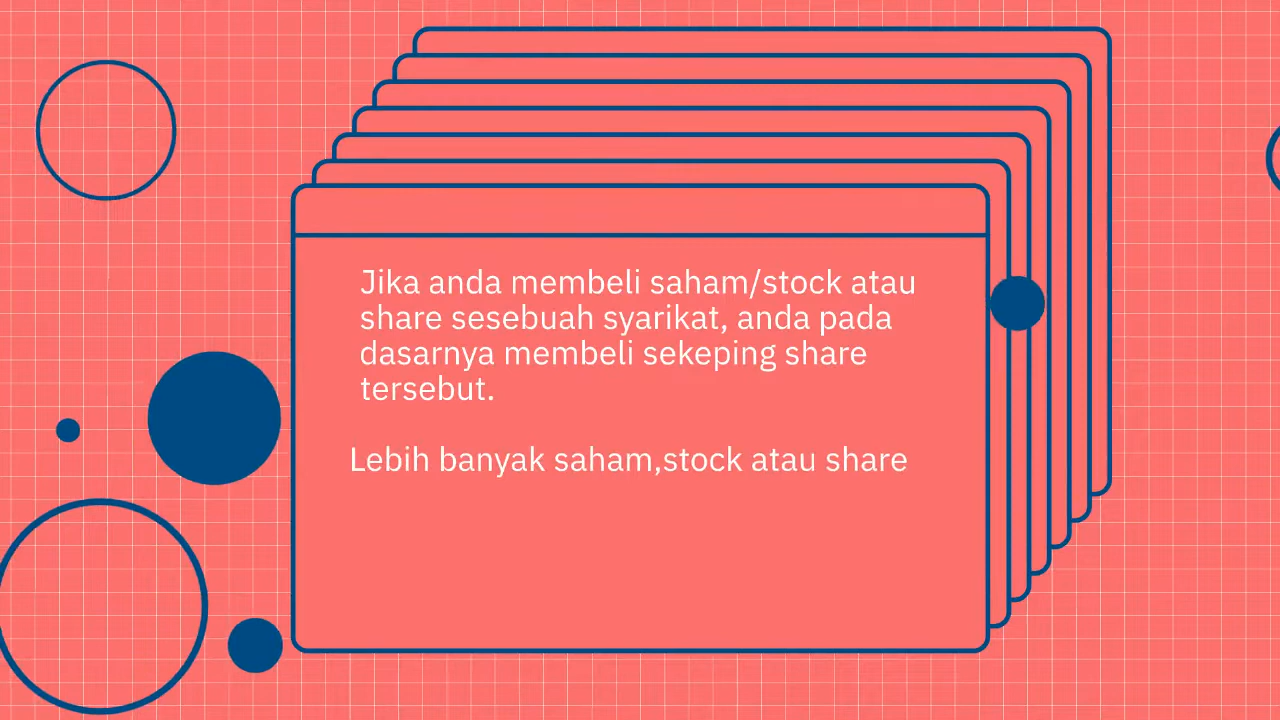 Jika anda membeli saham/stock atau
share sesebuah syarikat, anda pada
dasarnya membeli sekeping share
tersebut.
Lebih banyak saham,stock atau share